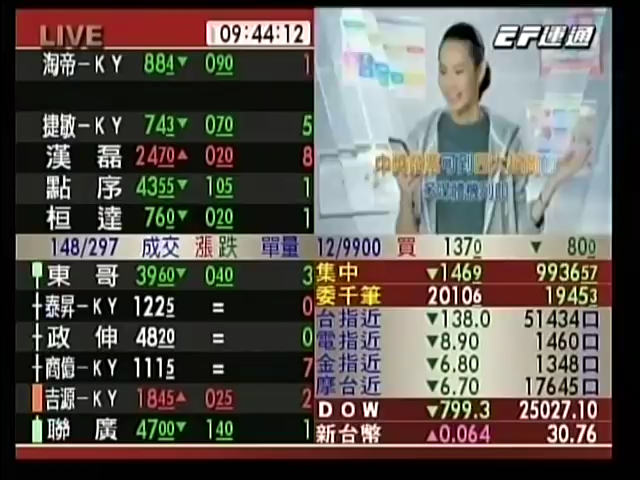 LIVE 09:44:12
淘帝-KY 884▼ 090 1
捷敏-KY 743▼ 070 5
漢磊 2470▲ 020 8
點序 4355▼ 105 1
桓達 760▼ 020 1
148/297 成交 漲跌 單量
東哥 3960▼ 040 3
泰昇-KY 1225 = 0
政伸 4820 = 0
商億-KY 1115 = 7
吉源-KY 1845▲ 025 2
聯廣 4700▼ 140 1
運通
12/9900 買 1370 ▼ 800
集中 ▼1469 993657
委千筆 20106 19453
台指近 ▼138.0 51434口
電指近 ▼8.90 1460口
金指近 ▼6.80 1348口
摩台近 ▼6.70 17645口
DOW ▼799.3 25027.10
新台幣 ▲0.064 30.76